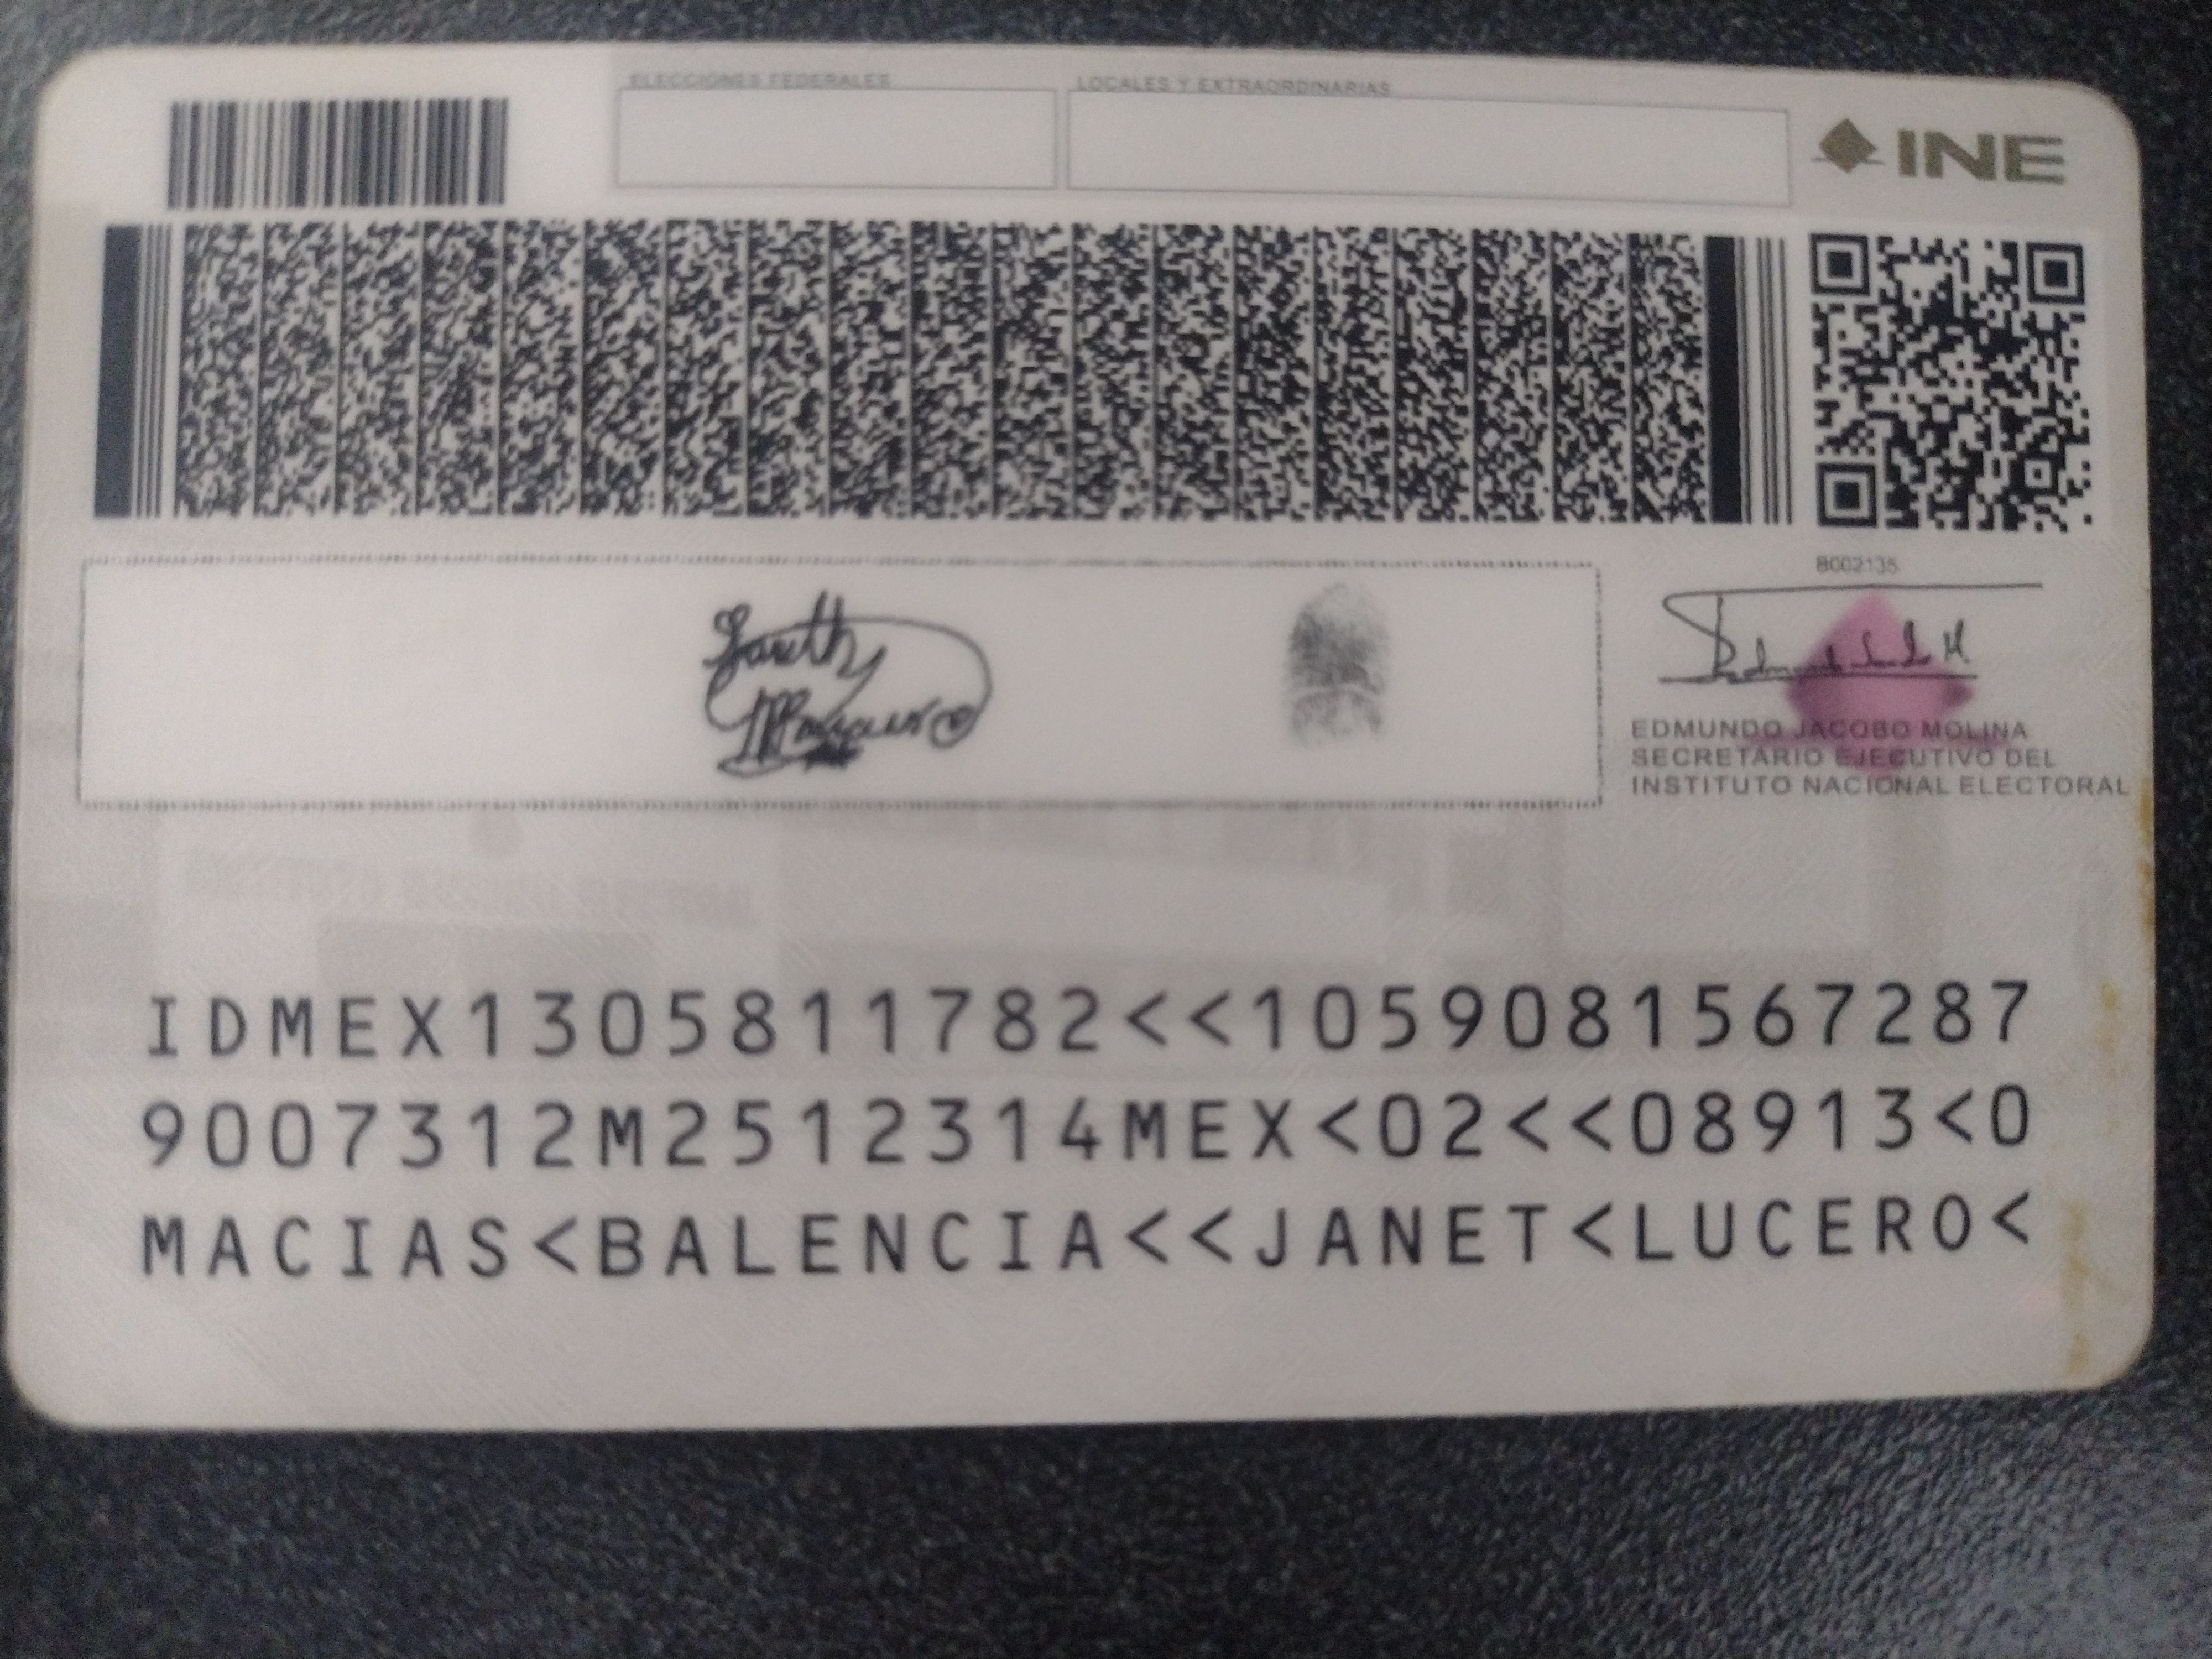 ELECCIONES FEDERALES
LOCALES Y EXTRAORDINARIAS
INE
8002135
EDMUNDO JACOBO MOLINA
SECRETARIO EJECUTIVO DEL
INSTITUTO NACIONAL ELECTORAL
IDMEX1305811782<<1059081567287
9007312M2512314MEX<02<<08913<0
MACIAS<BALENCIA<<JANET<LUCERO<